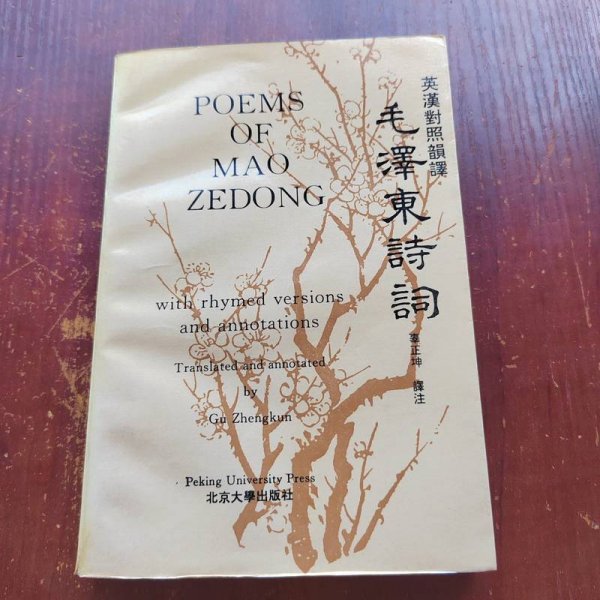 POEMS
OF
MAO
ZEDONG
with rhymed versions
and annotations
Translated and annotated
by
Gu Zhengkun
Peking University Press
北京大學出版社
英漢對照韻譯
毛澤東詩詞
辜正坤 譯注